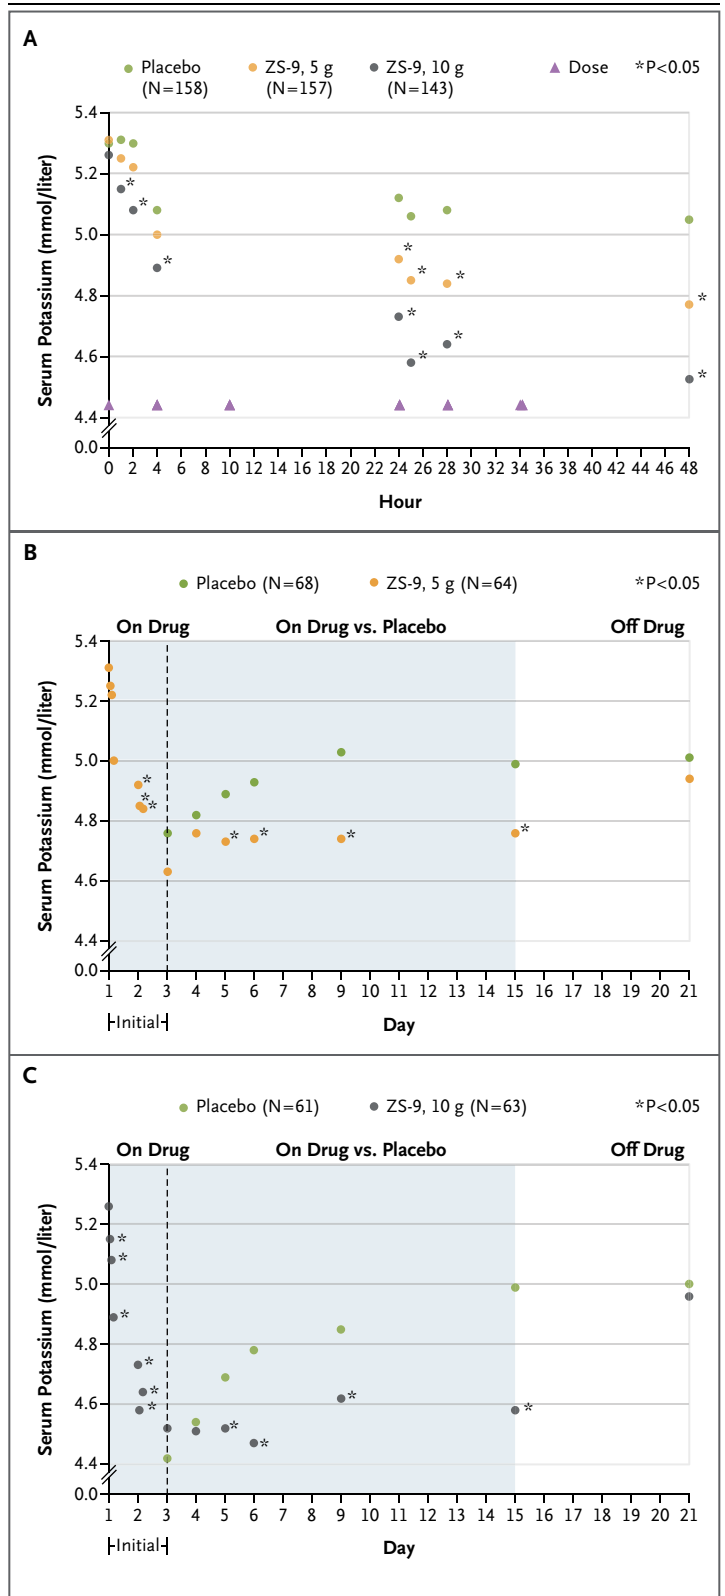 A
Placebo (N=158)
ZS-9, 5 g (N=157)
ZS-9, 10 g (N=143)
Dose
*P<0.05
Serum Potassium (mmol/liter)
5.4
5.2
5.0
4.8
4.6
4.4
0.0
0 2 4 6 8 10 12 14 16 18 20 22 24 26 28 30 32 34 36 38 40 42 44 46 48
* * * * * * * * * * * *
Hour
B
Placebo (N=68)
ZS-9, 5 g (N=64)
*P<0.05
On Drug
On Drug vs. Placebo
Off Drug
Serum Potassium (mmol/liter)
5.4
5.2
5.0
4.8
4.6
4.4
0.0
* * * * * * *
1 2 3 4 5 6 7 8 9 10 11 12 13 14 15 16 17 18 19 20 21
Initial
Day
C
Placebo (N=61)
ZS-9, 10 g (N=63)
*P<0.05
On Drug
On Drug vs. Placebo
Off Drug
Serum Potassium (mmol/liter)
5.4
5.2
5.0
4.8
4.6
4.4
0.0
* * * * * * * * * *
1 2 3 4 5 6 7 8 9 10 11 12 13 14 15 16 17 18 19 20 21
Initial
Day